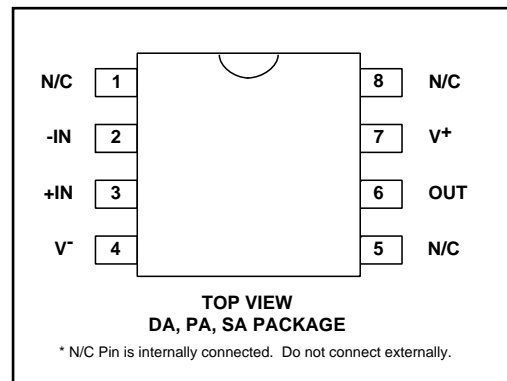 N/C 1 8 N/C
-IN 2 7 V+
+IN 3 6 OUT
V- 4 5 N/C
TOP VIEW
DA, PA, SA PACKAGE
* N/C Pin is internally connected. Do not connect externally.